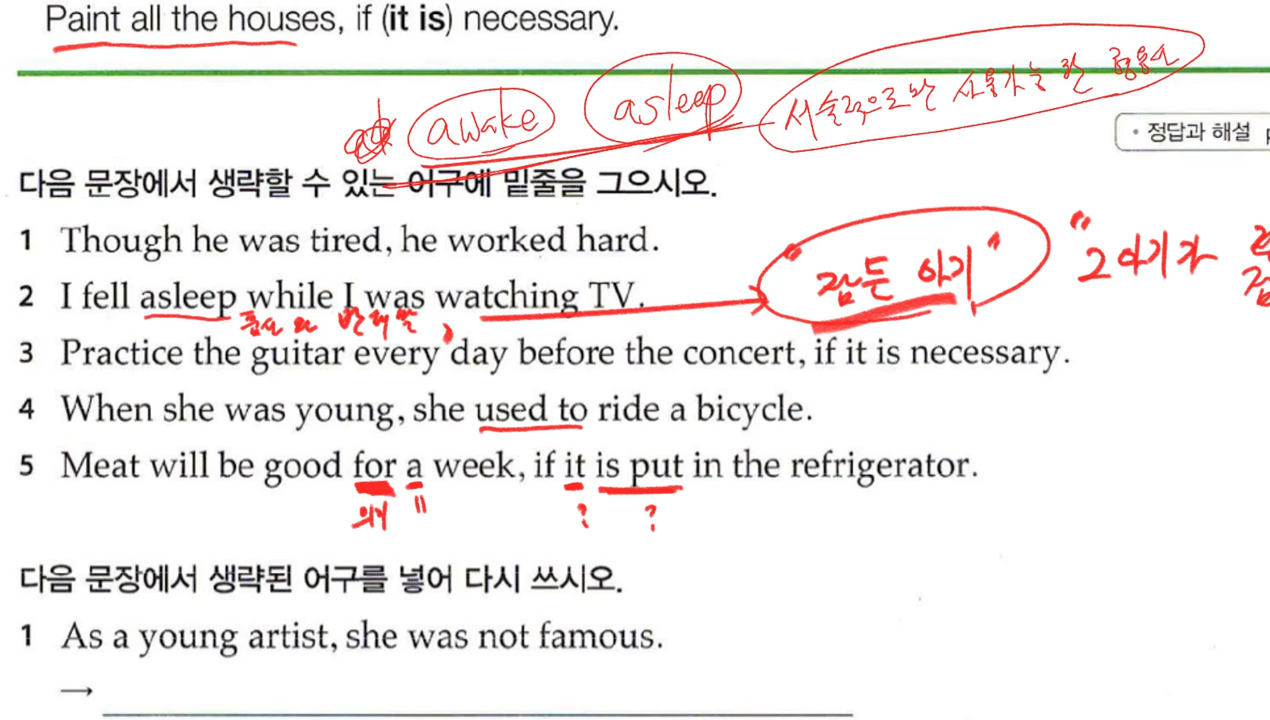 Paint all the houses, if (it is) necessary.
awake asleep 서술적으로만 사용가능한 형용사
• 정답과 해설
다음 문장에서 생략할 수 있는 어구에 밑줄을 그으시오.
1 Though he was tired, he worked hard.
2 I fell asleep while I was watching TV.
"잠든 아기" "그 아기가
3 Practice the guitar every day before the concert, if it is necessary.
4 When she was young, she used to ride a bicycle.
5 Meat will be good for a week, if it is put in the refrigerator.
? ?
다음 문장에서 생략된 어구를 넣어 다시 쓰시오.
1 As a young artist, she was not famous.
→